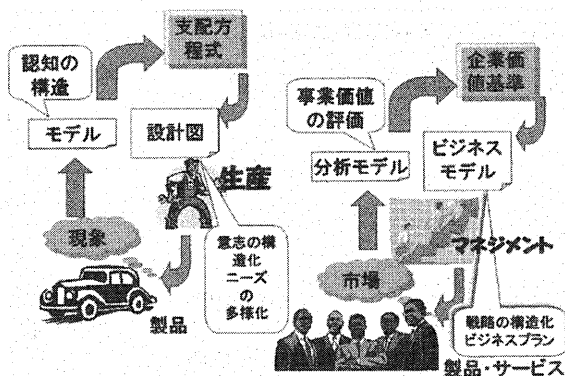 支配方
程式
認知の
構造
モデル
設計図
生産
現象
意志の構
造化
ニーズ
の
多様化
製品
企業価
値基準
事業価値
の評価
分析モデル
ビジネス
モデル
マネジメント
市場
戦略の構造化
ビジネスプラン
製品・サービス